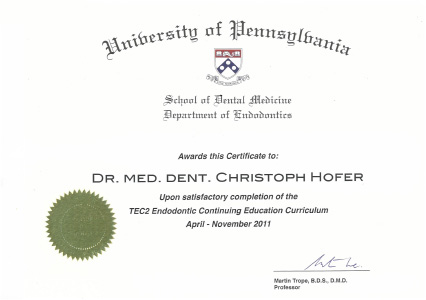 University of Pennsylvania
School of Dental Medicine
Department of Endodontics
Awards this Certificate to:
DR. MED. DENT. CHRISTOPH HOFER
Upon satisfactory completion of the
TEC2 Endodontic Continuing Education Curriculum
April - November 2011
Martin Trope, B.D.S., D.M.D.
Professor